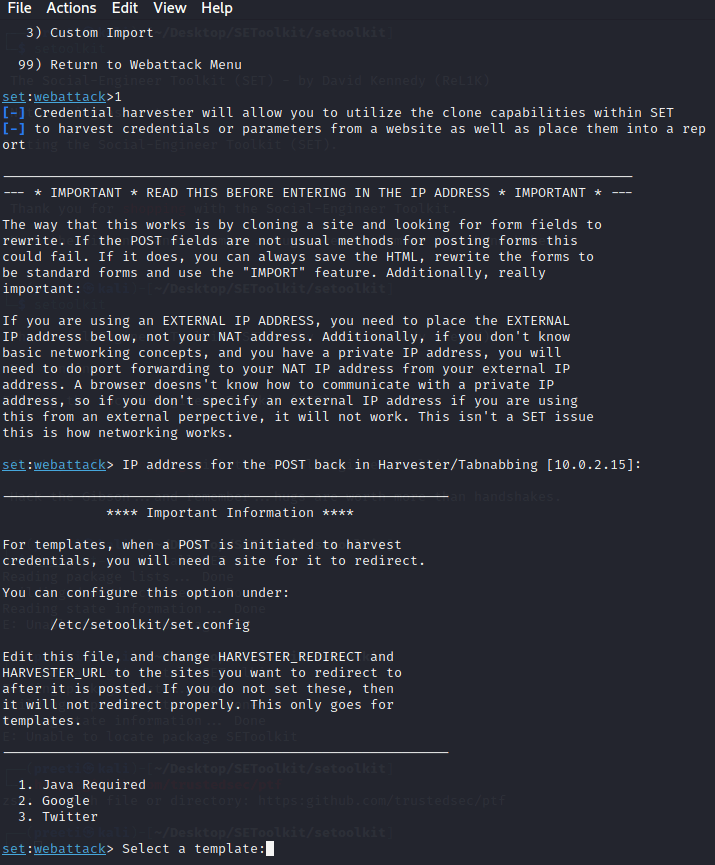 File Actions Edit View Help
3) Custom Import
99) Return to Webattack Menu
The Social-Engineer Toolkit (SET) - by David Kennedy (ReL1K)
set:webattack>1
[-] Credential harvester will allow you to utilize the clone capabilities within SET
[-] to harvest credentials or parameters from a website as well as place them into a rep
ort
--- * IMPORTANT * READ THIS BEFORE ENTERING IN THE IP ADDRESS * IMPORTANT * ---
The way that this works is by cloning a site and looking for form fields to
rewrite. If the POST fields are not usual methods for posting forms this
could fail. If it does, you can always save the HTML, rewrite the forms to
be standard forms and use the "IMPORT" feature. Additionally, really
important:
If you are using an EXTERNAL IP ADDRESS, you need to place the EXTERNAL
IP address below, not your NAT address. Additionally, if you don't know
basic networking concepts, and you have a private IP address, you will
need to do port forwarding to your NAT IP address from your external IP
address. A browser doesns't know how to communicate with a private IP
address, so if you don't specify an external IP address if you are using
this from an external perpective, it will not work. This isn't a SET issue
this is how networking works.
set:webattack> IP address for the POST back in Harvester/Tabnabbing [10.0.2.15]:
**** Important Information ****
For templates, when a POST is initiated to harvest
credentials, you will need a site for it to redirect.
You can configure this option under:
/etc/setoolkit/set.config
Edit this file, and change HARVESTER_REDIRECT and
HARVESTER_URL to the sites you want to redirect to
after it is posted. If you do not set these, then
it will not redirect properly. This only goes for
templates.
E: Unable to locate package SEToolkit
1. Java Required
2. Google
3. Twitter
set:webattack> Select a template: